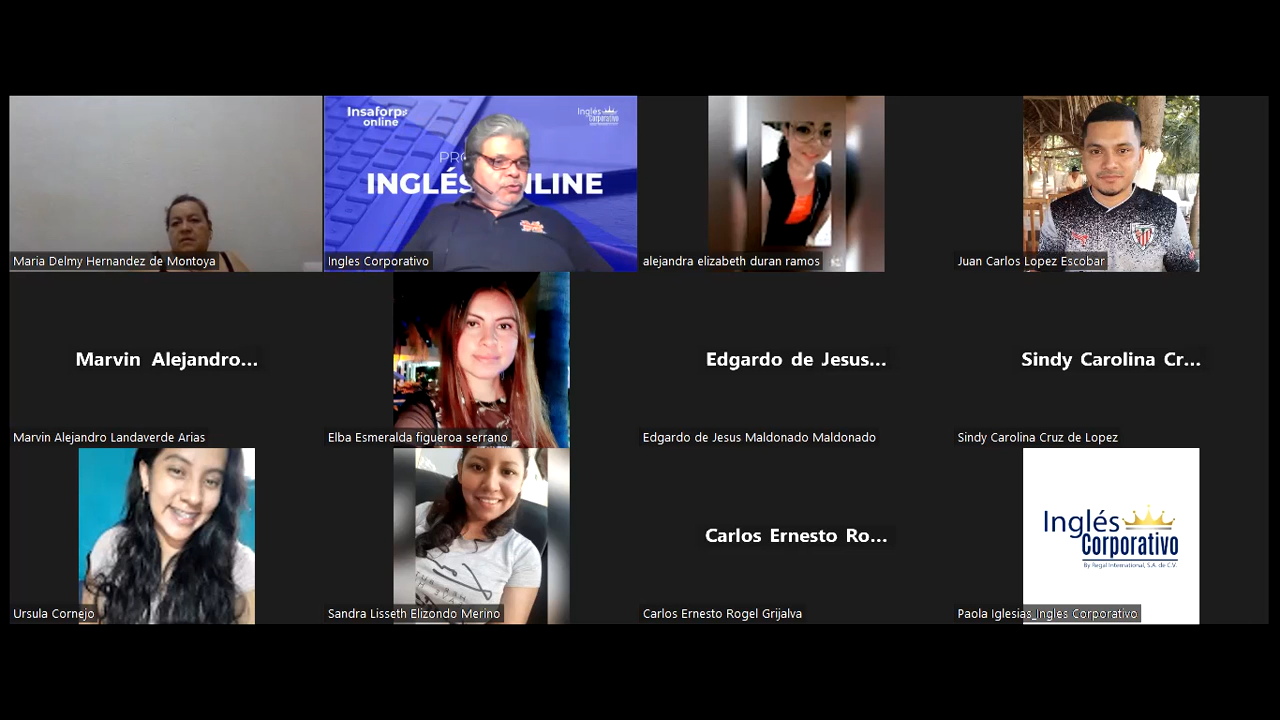 Insaforp
online
Inglés
Corporativo
PRO
INGLÉS ONLINE
Maria Delmy Hernandez de Montoya
Ingles Corporativo
alejandra elizabeth duran ramos
Juan Carlos Lopez Escobar
Marvin Alejandro...
Edgardo de Jesus...
Sindy Carolina Cr...
Marvin Alejandro Landaverde Arias
Elba Esmeralda figueroa serrano
Edgardo de Jesus Maldonado Maldonado
Sindy Carolina Cruz de Lopez
Carlos Ernesto Ro...
Inglés
Corporativo
By Regal International, S.A. de C.V.
Ursula Cornejo
Sandra Lisseth Elizondo Merino
Carlos Ernesto Rogel Grijalva
Paola Iglesias_Ingles Corporativo